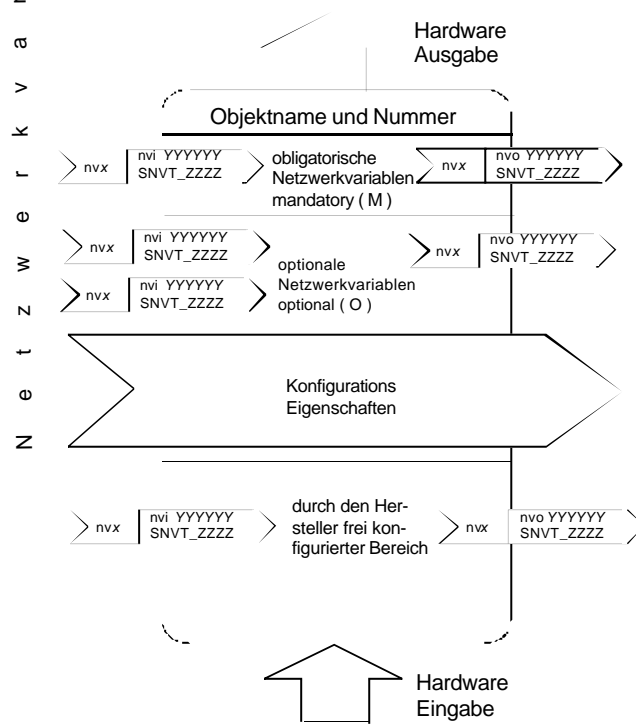 Hardware
Ausgabe
Objektname und Nummer
nvx
nvi YYYYYY
SNVT_ZZZZ
obligatorische
Netzwerkvariablen
mandatory ( M )
nvx
nvo YYYYYY
SNVT_ZZZZ
nvx
nvi YYYYYY
SNVT_ZZZZ
nvx
nvo YYYYYY
SNVT_ZZZZ
nvx
nvi YYYYYY
SNVT_ZZZZ
optionale
Netzwerkvariablen
optional ( O )
Konfigurations
Eigenschaften
nvx
nvi YYYYYY
SNVT_ZZZZ
durch den Her-
steller frei kon-
figurierter Bereich
nvx
nvo YYYYYY
SNVT_ZZZZ
Hardware
Eingabe
N e t z w e r k v a